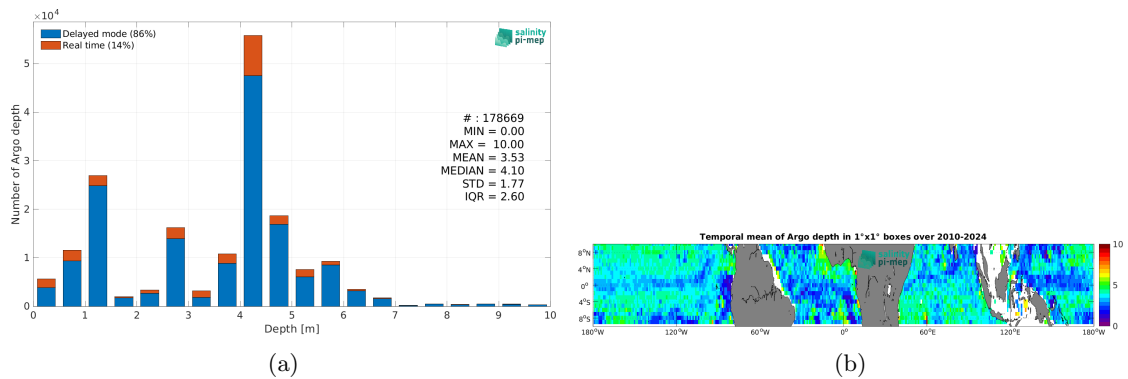 ×10⁴
Delayed mode (86%)
Real time (14%)
salinity
pi-mep
5
4
3
2
1
0
Number of Argo depth
# : 178669
MIN = 0.00
MAX = 10.00
MEAN = 3.53
MEDIAN = 4.10
STD = 1.77
IQR = 2.60
0 1 2 3 4 5 6 7 8 9 10
Depth [m]
(a)
Temporal mean of Argo depth in 1°x1° boxes over 2010-2024
salinity
pi-mep
8°N
4°N
0°
4°S
8°S
180°W 120°W 60°W 0° 60°E 120°E 180°W
10
5
0
(b)